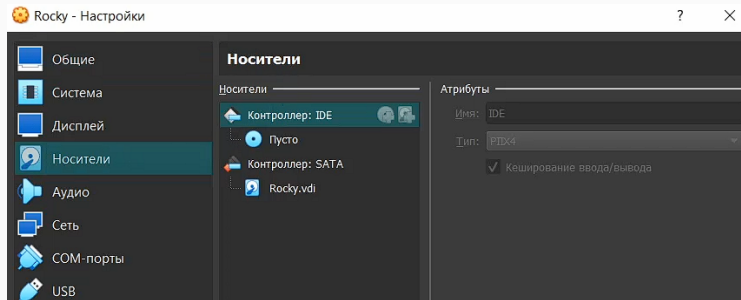 Rocky - Настройки
?
Общие
Система
Дисплей
Носители
Аудио
Сеть
COM-порты
USB
Носители
Носители
Контроллер: IDE
Пусто
Контроллер: SATA
Rocky.vdi
Атрибуты
Имя: IDE
Тип: PIIX4
Кеширование ввода/вывода